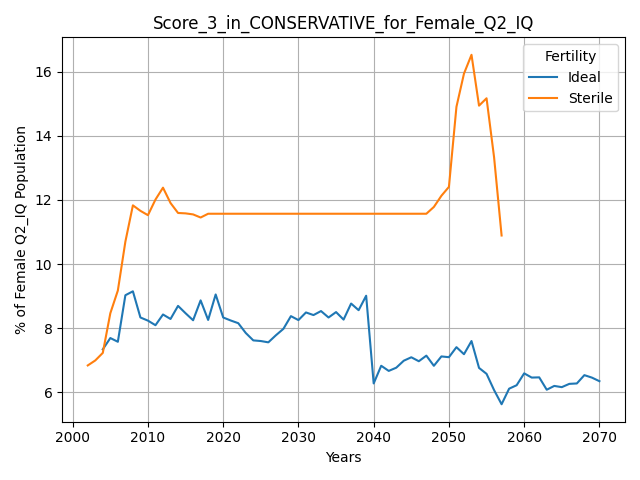 Score_3_in_CONSERVATIVE_for_Female_Q2_IQ
Fertility
Ideal
Sterile
% of Female Q2_IQ Population
16
14
12
10
8
6
2000 2010 2020 2030 2040 2050 2060 2070
Years